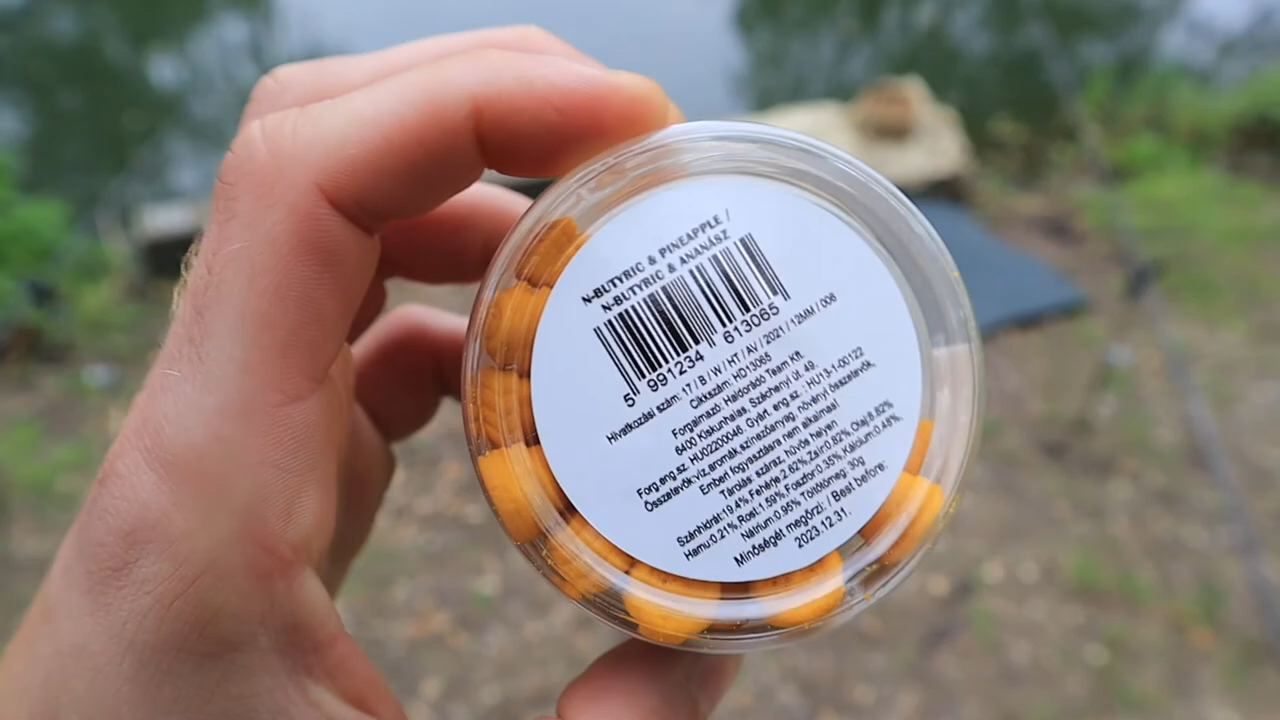 N-BUTYRIC & PINEAPPLE /
N-BUTYRIC & ANANÁSZ
5 991234 613065
Hivatkozási szám: 17 / B / W / HT / AV / 2021 / 12MM / 006
Cikkszám: HD13065
Forgalmazó: Haldorádó Team Kft.
6400 Kiskunhalas, Széchenyi út. 49.
Forg.eng.sz. HU02200046, Gyárt. eng.sz. : HU13-1-00122
Összetevők:víz,aromák,színezőanyag, növényi összetevők,
Emberi fogyasztásra nem alkalmas!
Tárolás: száraz, hűvös helyen
Szénhidrát:19.4%,Fehérje:2.62%,Zsír:0.82%, Olaj:6.82%
Hamu:0.21%,Rost:1.59%,Foszfor:0.35%,Kálcium:0.48%,
Nátrium:0.95%, Töltőtömeg: 30g
Minőségét megőrzi: / Best before:
2023.12.31.